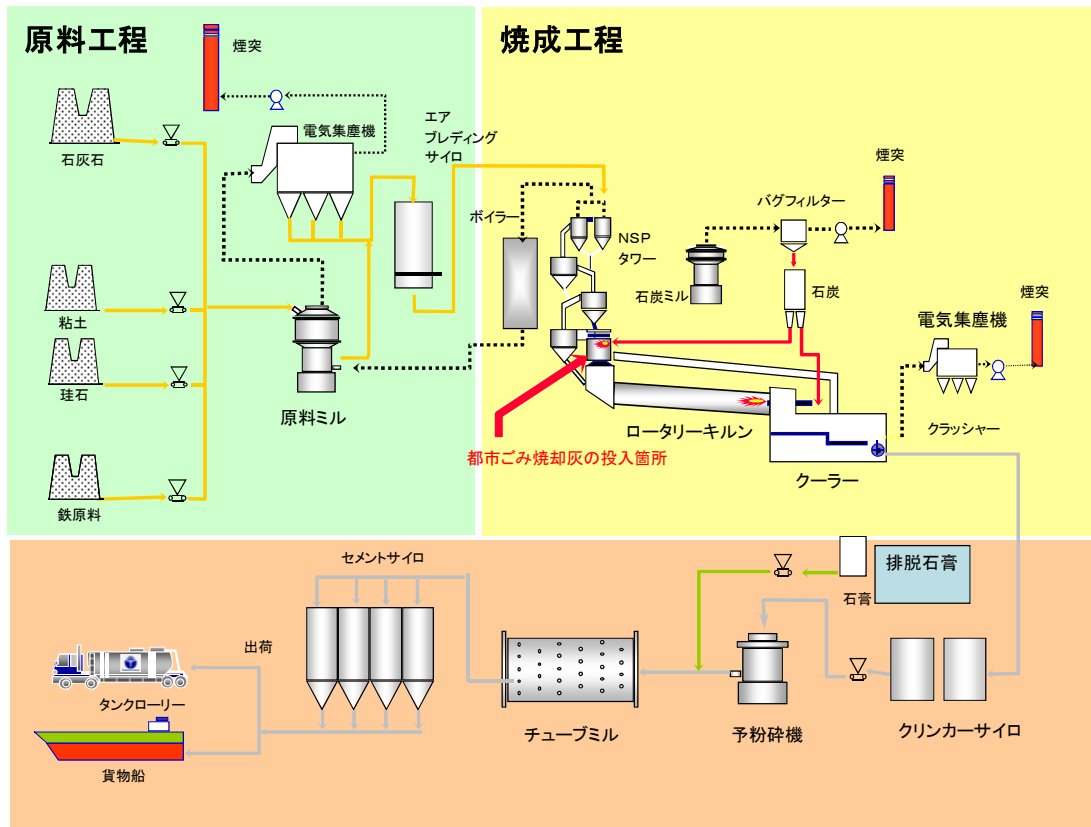 原料工程
煙突
石灰石
電気集塵機
エア
ブレディング
サイロ
粘土
珪石
原料ミル
鉄原料
焼成工程
ボイラー
NSP
タワー
石炭ミル
バグフィルター
煙突
石炭
電気集塵機
煙突
ロータリーキルン
クラッシャー
都市ごみ焼却灰の投入箇所
クーラー
セメントサイロ
排脱石膏
石膏
出荷
タンクローリー
貨物船
チューブミル
予粉砕機
クリンカーサイロ